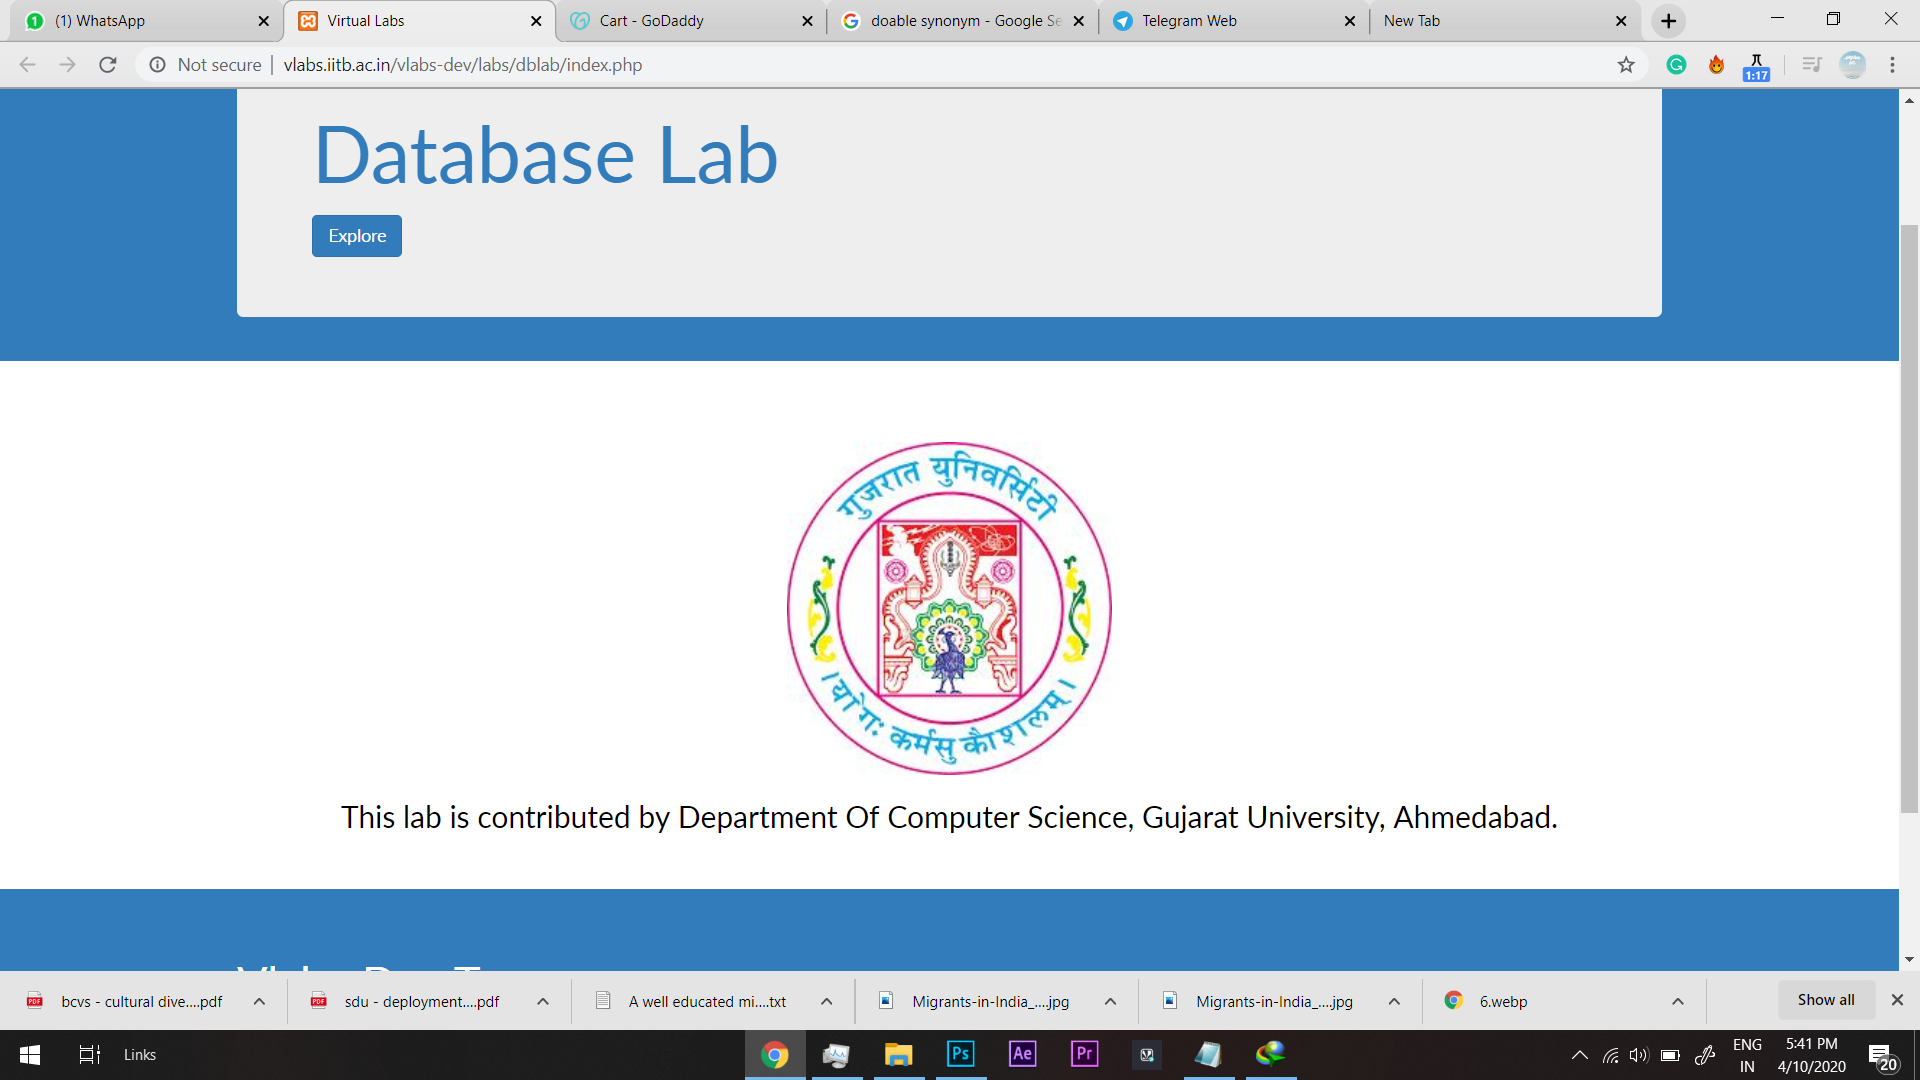 (1) WhatsApp
Virtual Labs
Cart - GoDaddy
doable synonym - Google Se
Telegram Web
New Tab
Not secure | vlabs.iitb.ac.in/vlabs-dev/labs/dblab/index.php
1:17
Database Lab
Explore
गुजरात युनिवर्सिटी
। योगः कर्मसु कौशलम् ।
This lab is contributed by Department Of Computer Science, Gujarat University, Ahmedabad.
bcvs - cultural dive....pdf
sdu - deployment....pdf
A well educated mi....txt
Migrants-in-India_....jpg
Migrants-in-India_....jpg
6.webp
Show all
Links
Ps
Ae
Pr
ENG
IN
5:41 PM
4/10/2020
20